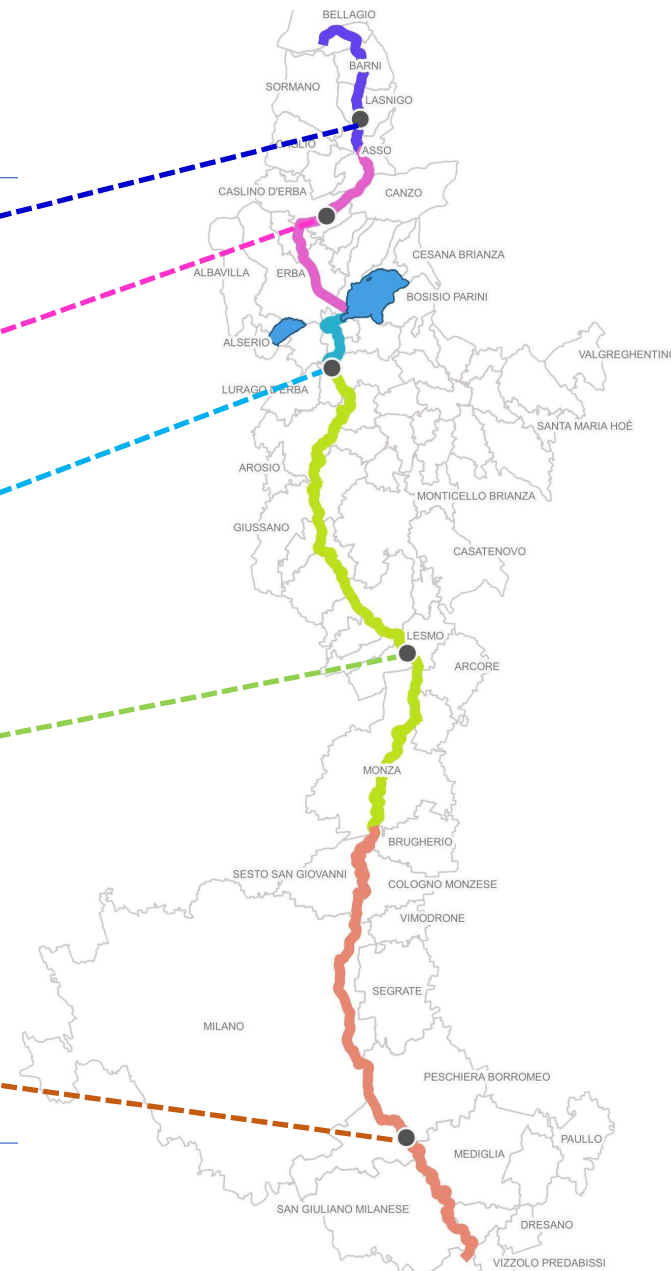 BELLAGIO
BARNI
SORMANO
LASNIGO
CAGLIO
ASSO
CASLINO D'ERBA
CANZO
CESANA BRIANZA
ALBAVILLA
ERBA
BOSISIO PARINI
ALSERIO
VALGREGHENTINO
LURAGO D'ERBA
SANTA MARIA HOÈ
AROSIO
MONTICELLO BRIANZA
GIUSSANO
CASATENOVO
LESMO
ARCORE
MONZA
BRUGHERIO
SESTO SAN GIOVANNI
COLOGNO MONZESE
VIMODRONE
SEGRATE
MILANO
PESCHIERA BORROMEO
PAULLO
MEDIGLIA
SAN GIULIANO MILANESE
DRESANO
VIZZOLO PREDABISSI